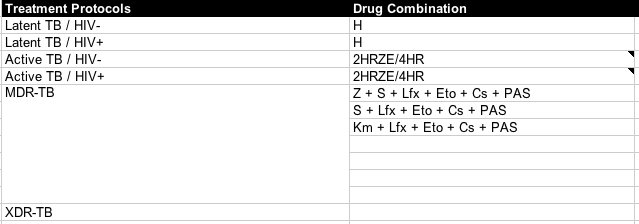 Treatment Protocols Drug Combination
Latent TB / HIV- H
Latent TB / HIV+ H
Active TB / HIV- 2HRZE/4HR
Active TB / HIV+ 2HRZE/4HR
MDR-TB Z + S + Lfx + Eto + Cs + PAS
S + Lfx + Eto + Cs + PAS
Km + Lfx + Eto + Cs + PAS
XDR-TB